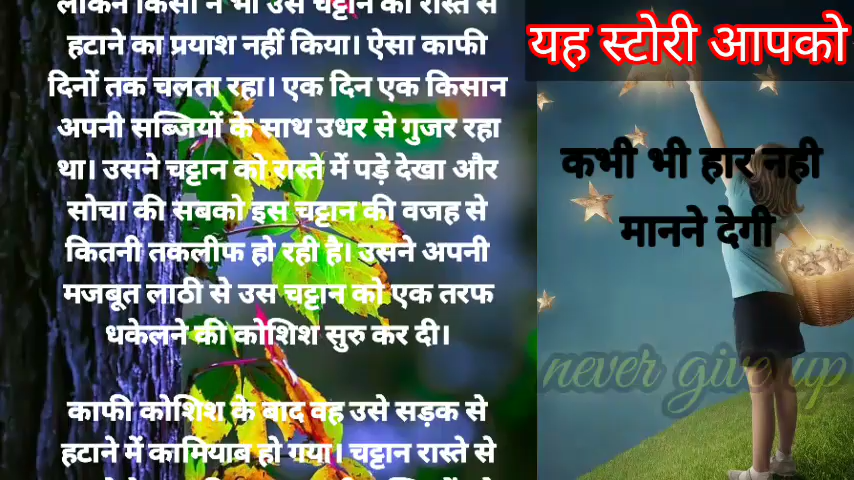 लेकिन किसी ने भी उस चट्टान को रास्ते से
हटाने का प्रयाश नहीं किया। ऐसा काफी
दिनों तक चलता रहा। एक दिन एक किसान
अपनी सब्जियों के साथ उधर से गुजर रहा
था। उसने चट्टान को रास्ते में पड़े देखा और
सोचा की सबको इस चट्टान की वजह से
कितनी तकलीफ हो रही है। उसने अपनी
मजबूत लाठी से उस चट्टान को एक तरफ
धकेलने की कोशिश सुरु कर दी।
काफी कोशिश के बाद वह उसे सड़क से
हटाने में कामियाब हो गया। चट्टान रास्ते से
यह स्टोरी आपको
कभी भी हार नही
मानने देगी
never give up